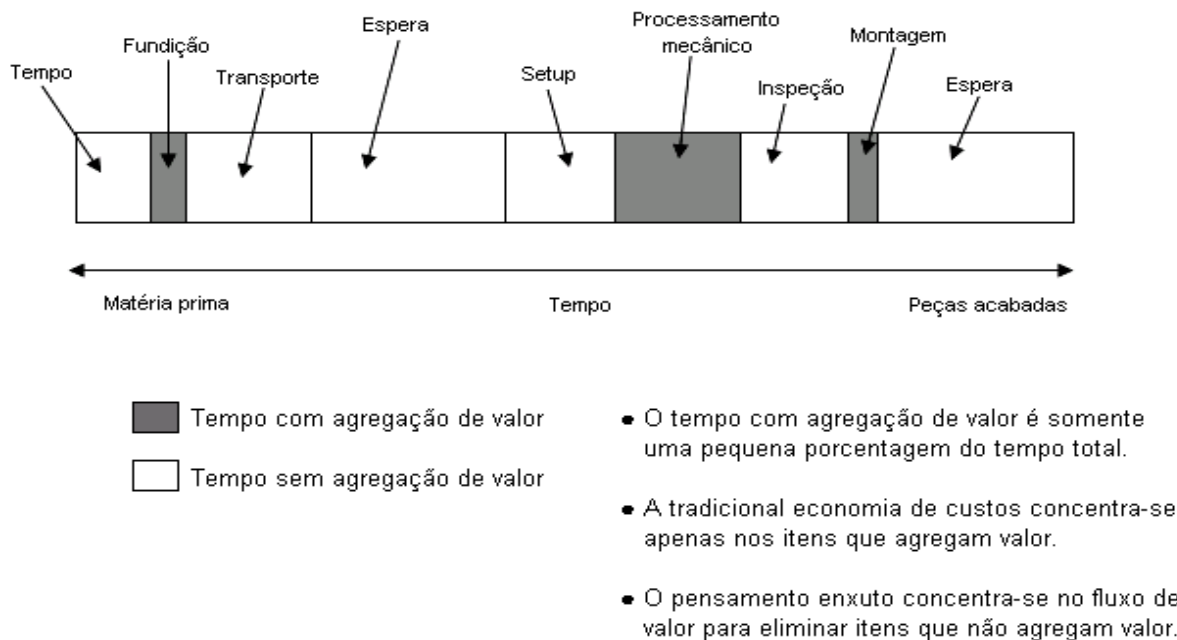 Espera
Processamento
mecânico
Montagem
Fundição
Tempo
Transporte
Setup
Inspeção
Espera
Matéria prima
Tempo
Peças acabadas
Tempo com agregação de valor
Tempo sem agregação de valor
• O tempo com agregação de valor é somente
uma pequena porcentagem do tempo total.
• A tradicional economia de custos concentra-se
apenas nos itens que agregam valor.
• O pensamento enxuto concentra-se no fluxo de
valor para eliminar itens que não agregam valor.